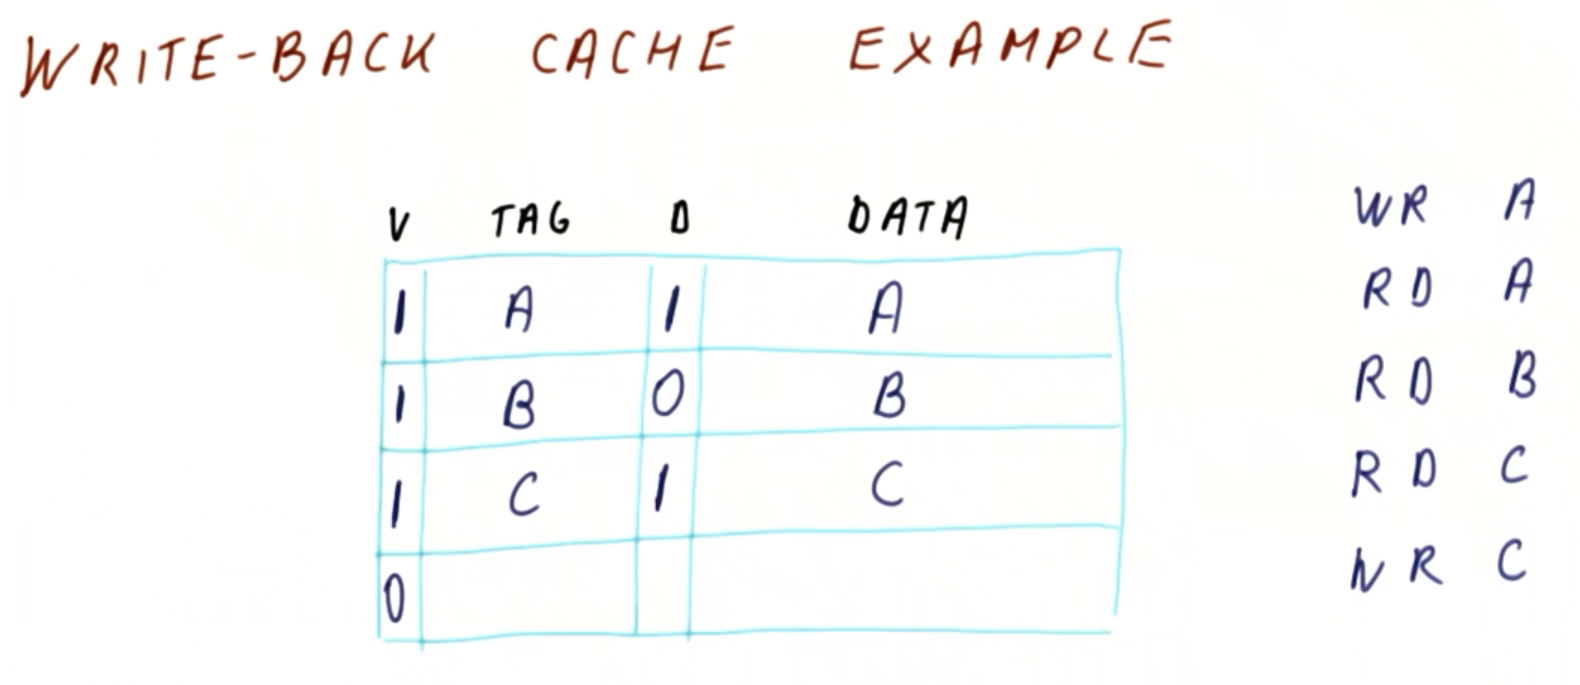 WRITE-BACK CACHE EXAMPLE
V TAG D DATA
1 A 1 A
1 B 0 B
1 C 1 C
0
WR A
RD A
RD B
RD C
WR C